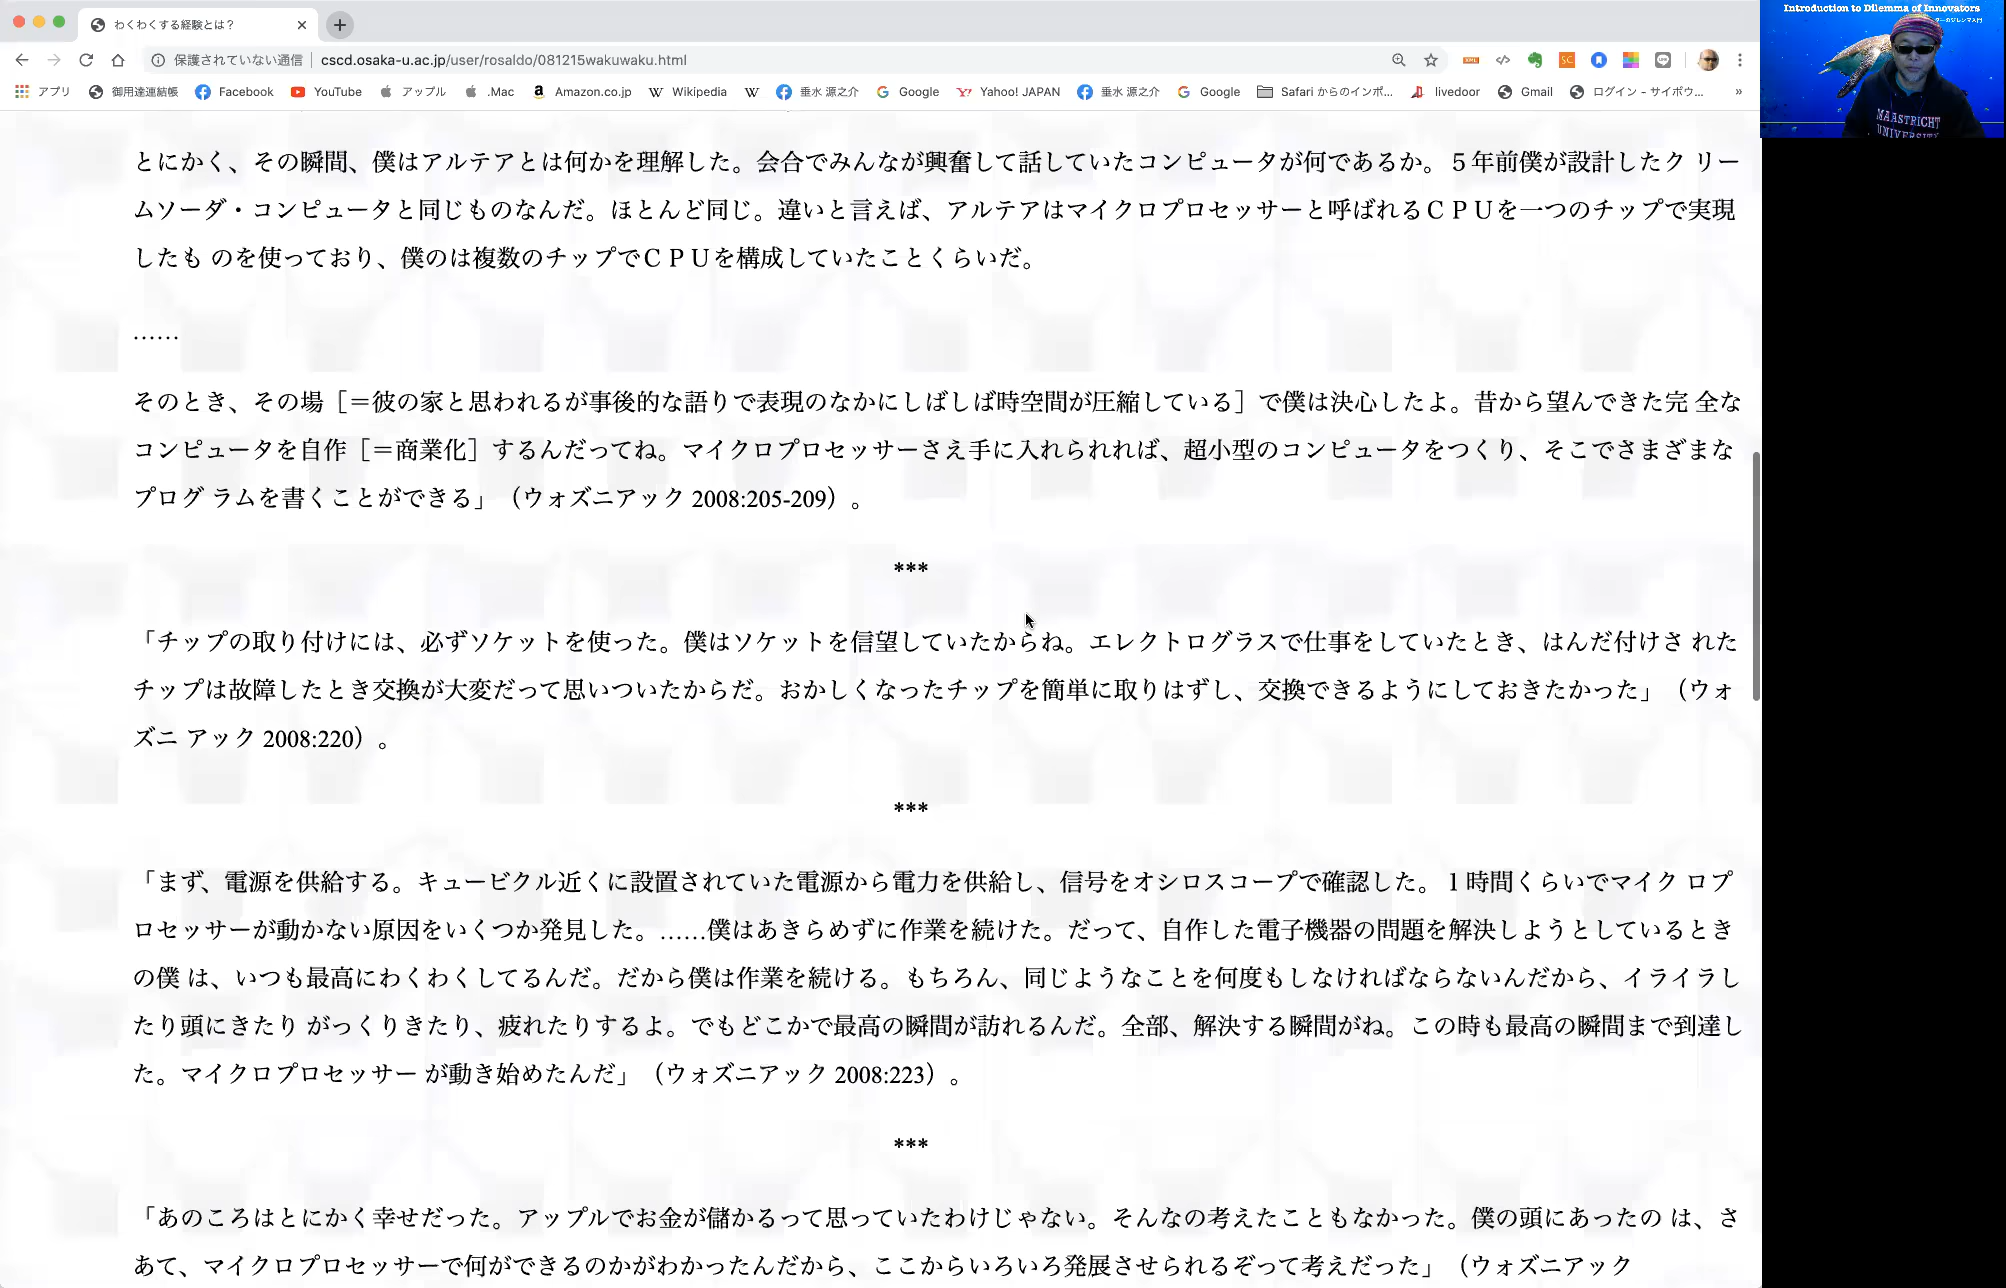 わくわくする経験とは？
保護されていない通信 | cscd.osaka-u.ac.jp/user/rosaldo/081215wakuwaku.html
アプリ 御用達連結帳 Facebook YouTube アップル .Mac Amazon.co.jp Wikipedia 垂水 源之介 Google Yahoo! JAPAN 垂水 源之介 Google Safari からのインポ... livedoor Gmail ログイン - サイボウ... »
Introduction to Dilemma of Innovators
MAASTRICHT
UNIVERSITY
とにかく、その瞬間、僕はアルテアとは何かを理解した。会合でみんなが興奮して話していたコンピュータが何であるか。５年前僕が設計したク リー
ムソーダ・コンピュータと同じものなんだ。ほとんど同じ。違いと言えば、アルテアはマイクロプロセッサーと呼ばれるＣＰＵを一つのチップで実現
したも のを使っており、僕のは複数のチップでＣＰＵを構成していたことくらいだ。
……
そのとき、その場［＝彼の家と思われるが事後的な語りで表現のなかにしばしば時空間が圧縮している］で僕は決心したよ。昔から望んできた完 全な
コンピュータを自作［＝商業化］するんだってね。マイクロプロセッサーさえ手に入れられれば、超小型のコンピュータをつくり、そこでさまざまな
プログ ラムを書くことができる」（ウォズニアック 2008:205-209）。
***
「チップの取り付けには、必ずソケットを使った。僕はソケットを信望していたからね。エレクトログラスで仕事をしていたとき、はんだ付けさ れた
チップは故障したとき交換が大変だって思いついたからだ。おかしくなったチップを簡単に取りはずし、交換できるようにしておきたかった」（ウォ
ズニ アック 2008:220）。
***
「まず、電源を供給する。キュービクル近くに設置されていた電源から電力を供給し、信号をオシロスコープで確認した。１時間くらいでマイク ロプ
ロセッサーが動かない原因をいくつか発見した。……僕はあきらめずに作業を続けた。だって、自作した電子機器の問題を解決しようとしているとき
の僕 は、いつも最高にわくわくしてるんだ。だから僕は作業を続ける。もちろん、同じようなことを何度もしなければならないんだから、イライラし
たり頭にきたり がっくりきたり、疲れたりするよ。でもどこかで最高の瞬間が訪れるんだ。全部、解決する瞬間がね。この時も最高の瞬間まで到達し
た。マイクロプロセッサー が動き始めたんだ」（ウォズニアック 2008:223）。
***
「あのころはとにかく幸せだった。アップルでお金が儲かるって思っていたわけじゃない。そんなの考えたこともなかった。僕の頭にあったの は、さ
あて、マイクロプロセッサーで何ができるのかがわかったんだから、ここからいろいろ発展させられるぞって考えだった」（ウォズニアック